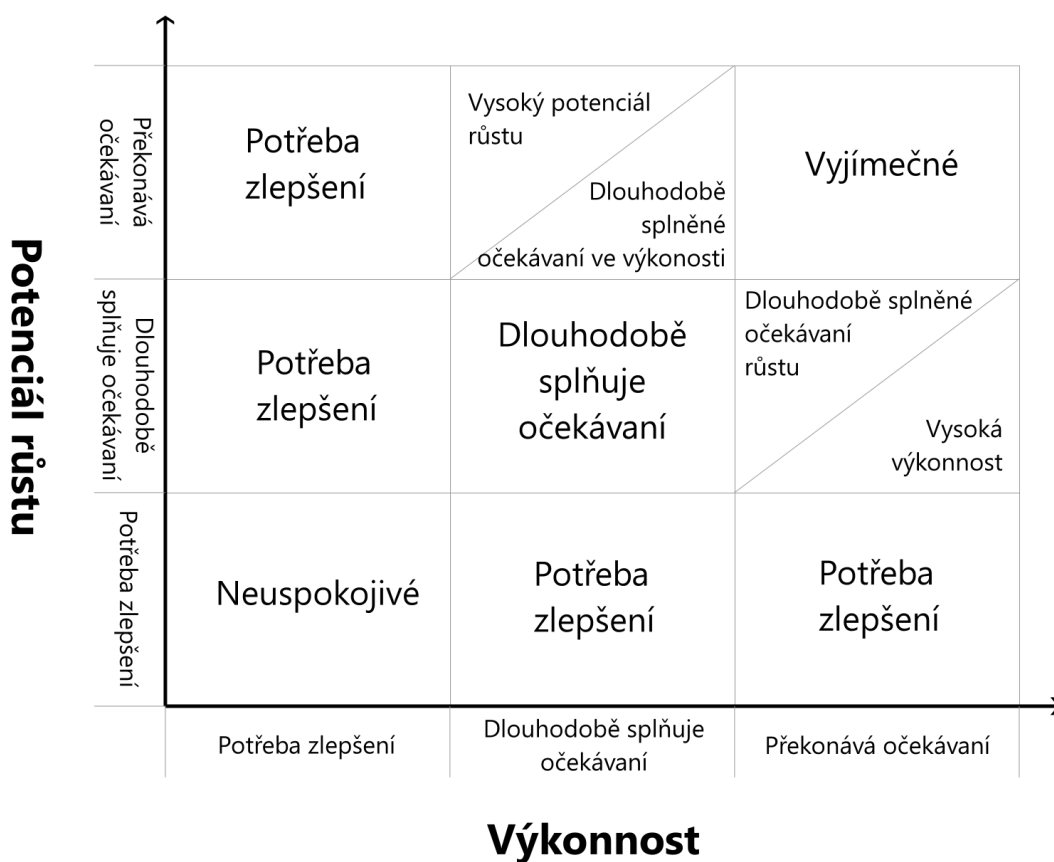 Potenciál růstu
Překonává
očekávaní
Dlouhodobě
splňuje očekávaní
Potřeba zlepšení
Potřeba
zlepšení
Vysoký potenciál
růstu
Dlouhodobě
splněné
očekávaní ve výkonosti
Vyjímečné
Potřeba
zlepšení
Dlouhodobě
splňuje
očekávaní
Dlouhodobě splněné
očekávaní
růstu
Vysoká
výkonnost
Neuspokojivé
Potřeba
zlepšení
Potřeba
zlepšení
Potřeba zlepšení
Dlouhodobě splňuje
očekávaní
Překonává očekávaní
Výkonnost